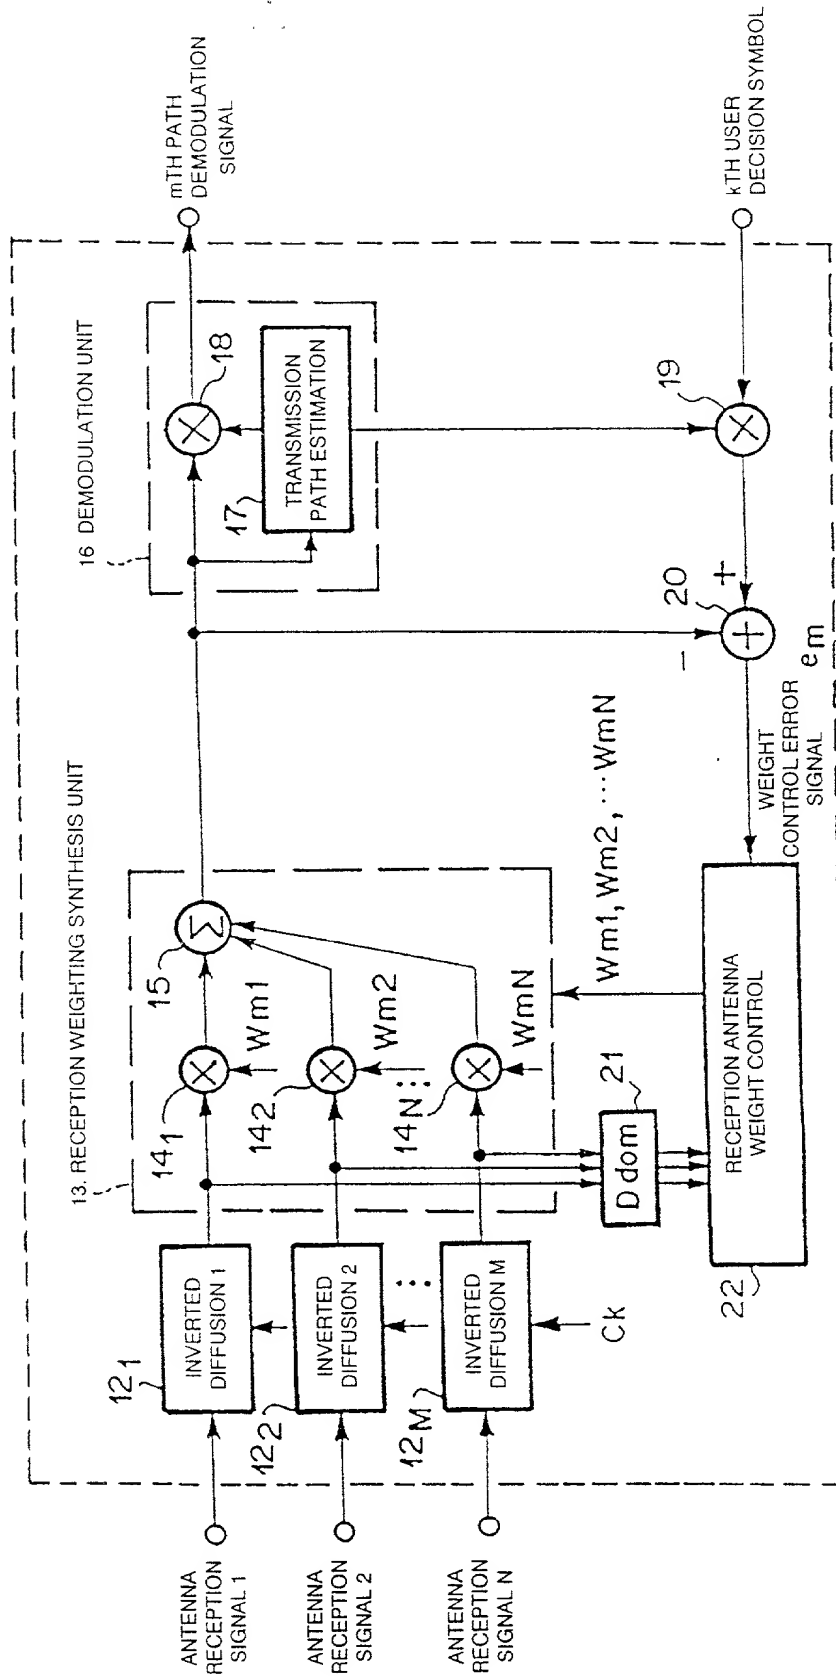 ANTENNA
RECEPTION
SIGNAL 1
ANTENNA
RECEPTION
SIGNAL 2
ANTENNA
RECEPTION
SIGNAL N
12₁
INVERTED
DIFFUSION 1
12₂
INVERTED
DIFFUSION 2
⋮
12M
INVERTED
DIFFUSION M
Ck
13. RECEPTION WEIGHTING SYNTHESIS UNIT
14₁
Wm1
14₂
Wm2
14N
⋮
WmN
15
Σ
21
D dom
22
RECEPTION ANTENNA
WEIGHT CONTROL
Wm1, Wm2, ⋯ WmN
WEIGHT
CONTROL ERROR
SIGNAL
em
16 DEMODULATION UNIT
17
TRANSMISSION
PATH ESTIMATION
18
×
19
×
20
+
−
+
mTH PATH
DEMODULATION
SIGNAL
kTH USER
DECISION SYMBOL